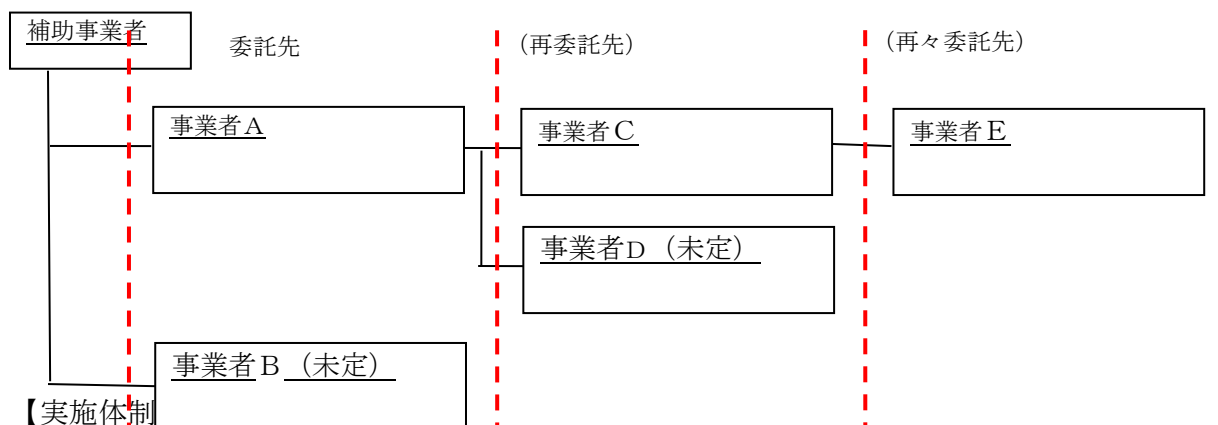 補助事業者
委託先
(再委託先)
(再々委託先)
事業者A
事業者C
事業者E
事業者D(未定)
事業者B(未定)
【実施体制